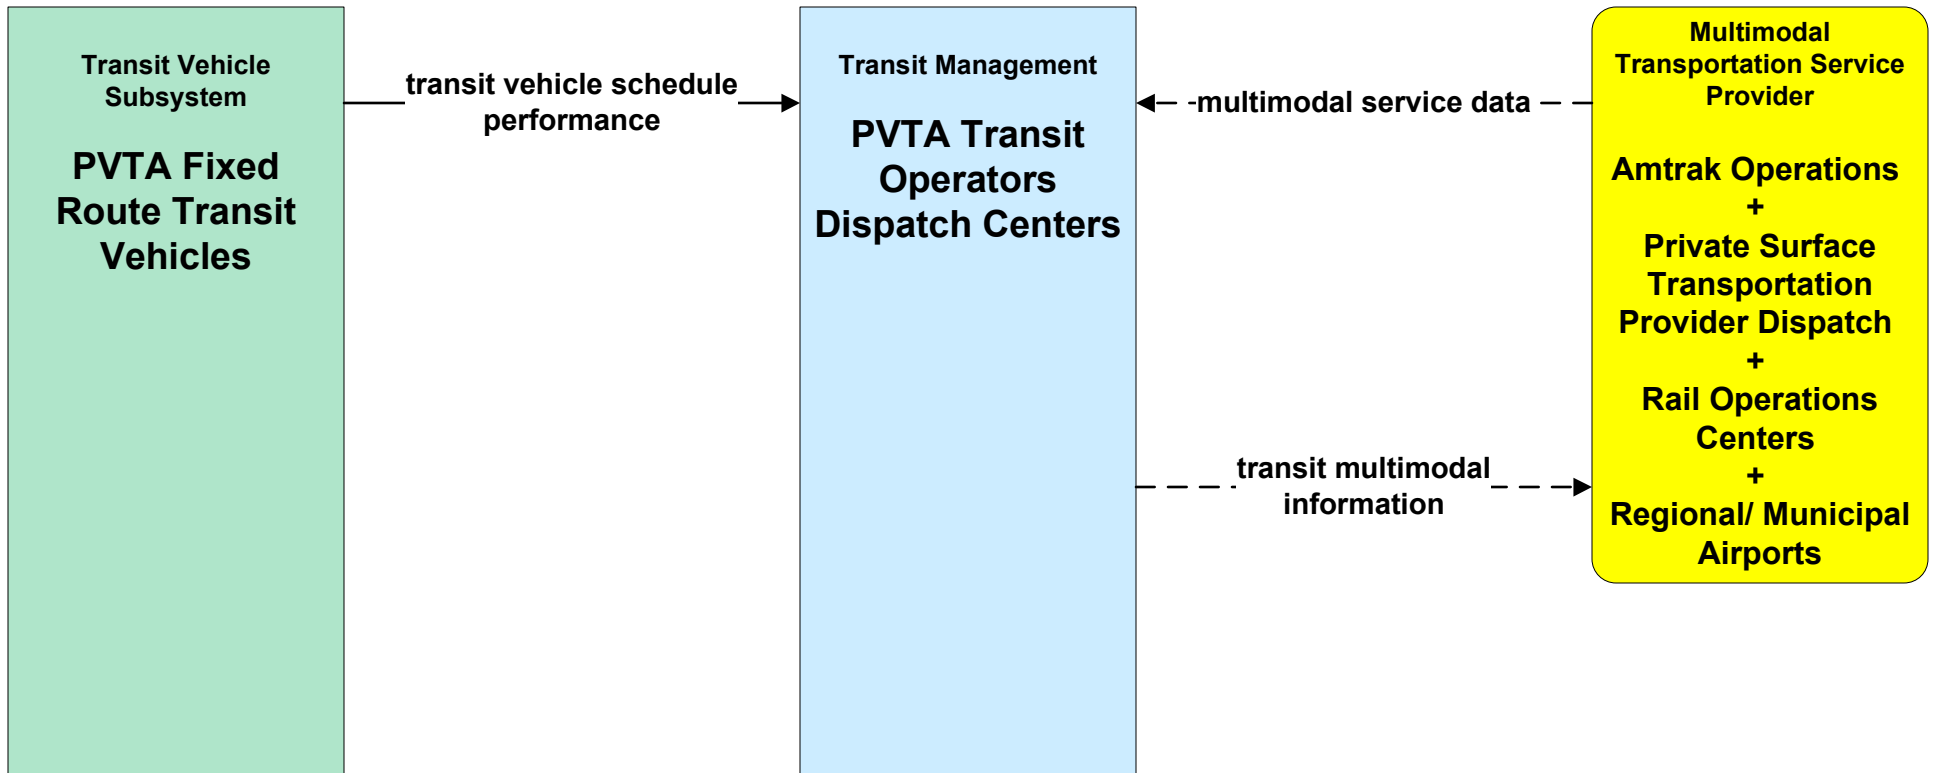 Transit Vehicle
Subsystem
PVTA Fixed
Route Transit
Vehicles
transit vehicle schedule
performance
Transit Management
PVTA Transit
Operators
Dispatch Centers
multimodal service data
transit multimodal
information
Multimodal
Transportation Service
Provider
Amtrak Operations
+
Private Surface
Transportation
Provider Dispatch
+
Rail Operations
Centers
+
Regional/ Municipal
Airports